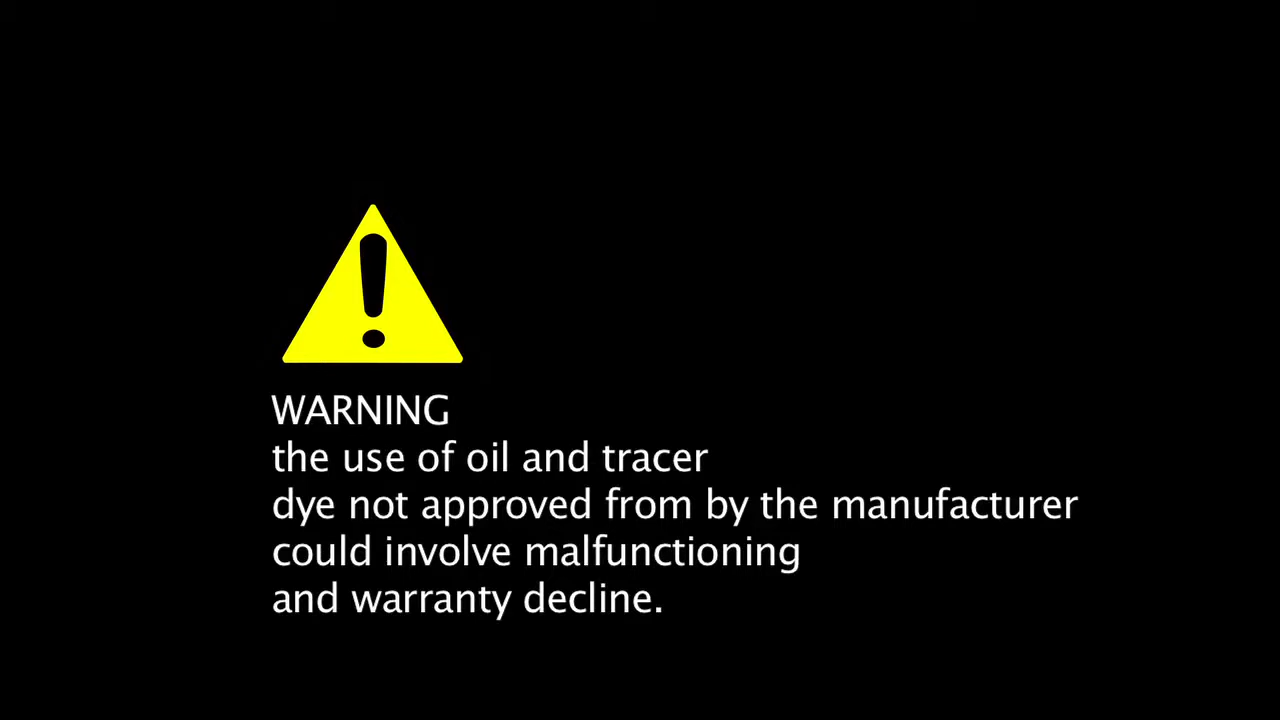 WARNING
the use of oil and tracer
dye not approved from by the manufacturer
could involve malfunctioning
and warranty decline.